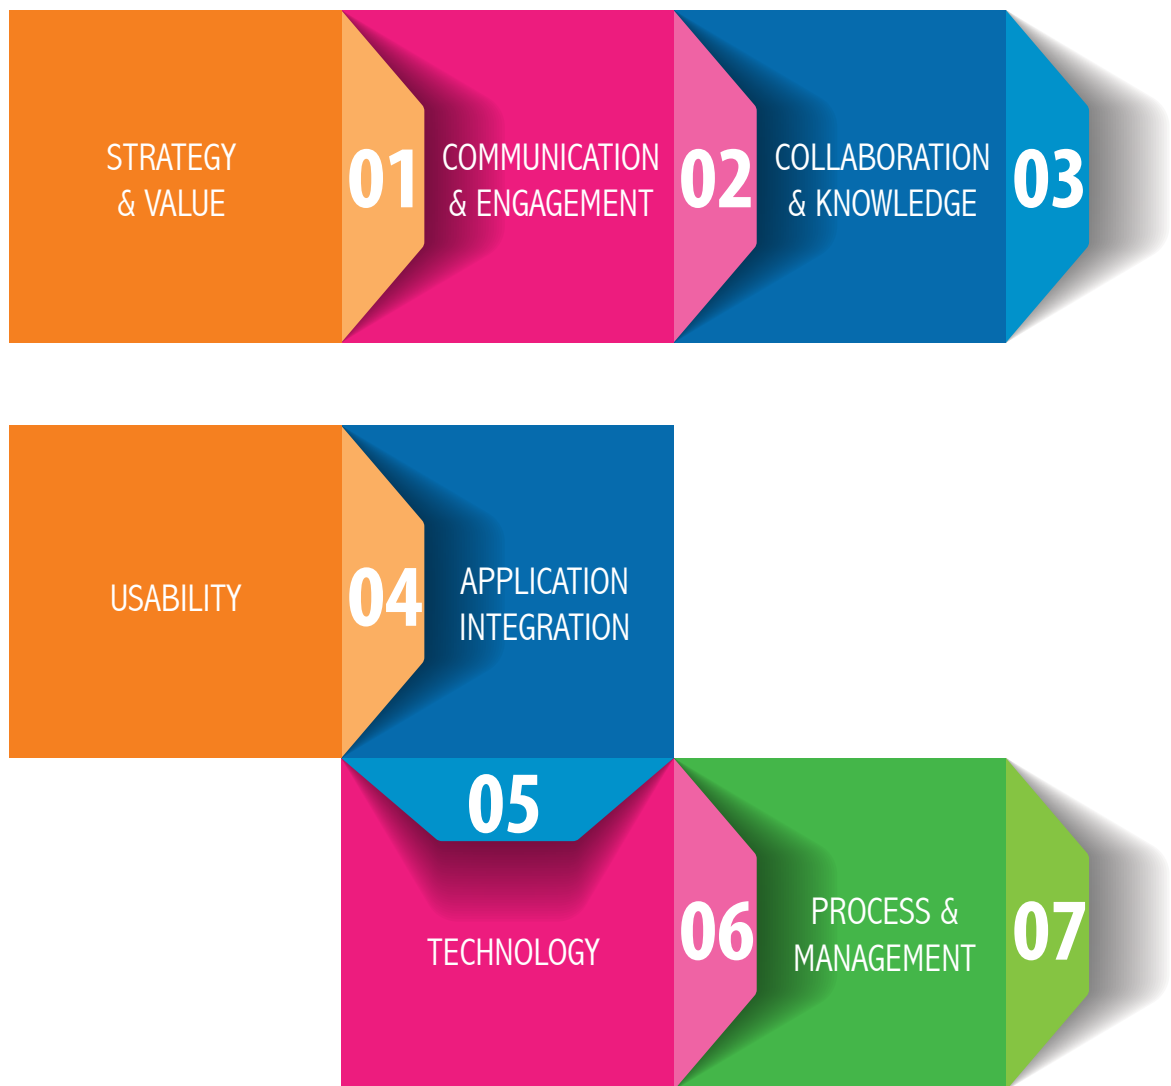 STRATEGY
& VALUE
01
COMMUNICATION
& ENGAGEMENT
02
COLLABORATION
& KNOWLEDGE
03
USABILITY
04
APPLICATION
INTEGRATION
05
TECHNOLOGY
06
PROCESS &
MANAGEMENT
07